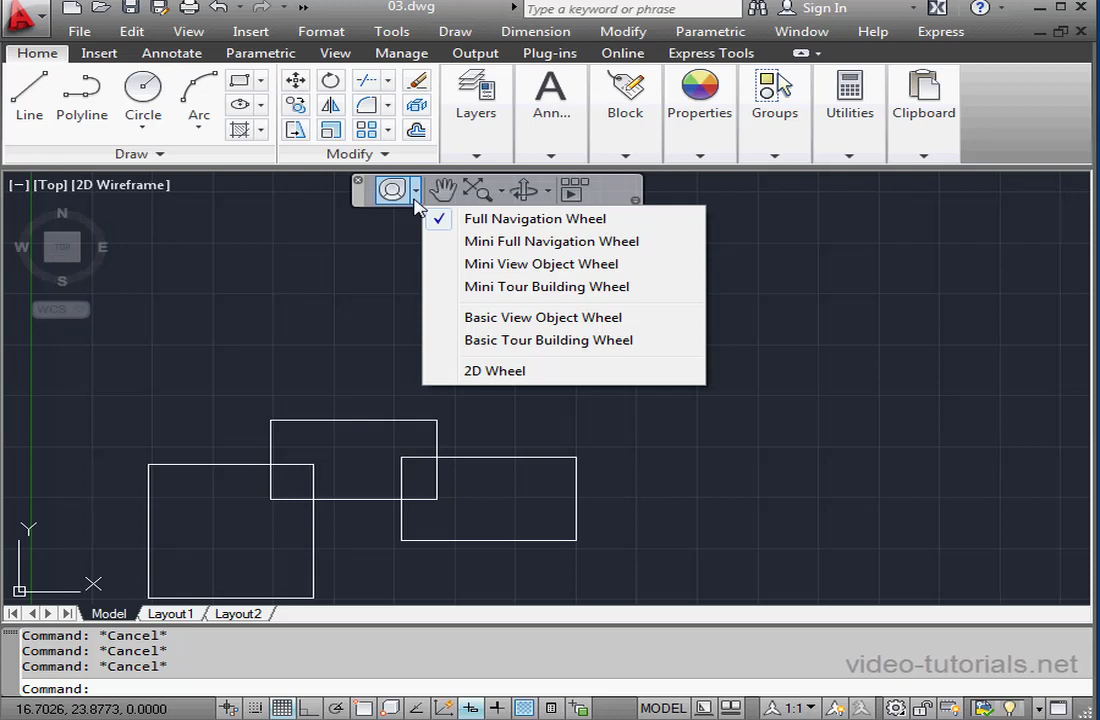 03.dwg
Type a keyword or phrase
Sign In
File Edit View Insert Format Tools Draw Dimension Modify Parametric Window Help Express
Home Insert Annotate Parametric View Manage Output Plug-ins Online Express Tools
Line Polyline Circle Arc Layers Ann... Block Properties Groups Utilities Clipboard
Draw Modify
[−] [Top] [2D Wireframe]
N
W TOP E
S
WCS
Full Navigation Wheel
Mini Full Navigation Wheel
Mini View Object Wheel
Mini Tour Building Wheel
Basic View Object Wheel
Basic Tour Building Wheel
2D Wheel
Y
X
Model Layout1 Layout2
Command: *Cancel*
Command: *Cancel*
Command: *Cancel*
video-tutorials.net
Command:
16.7026, 23.8773, 0.0000
MODEL
1:1